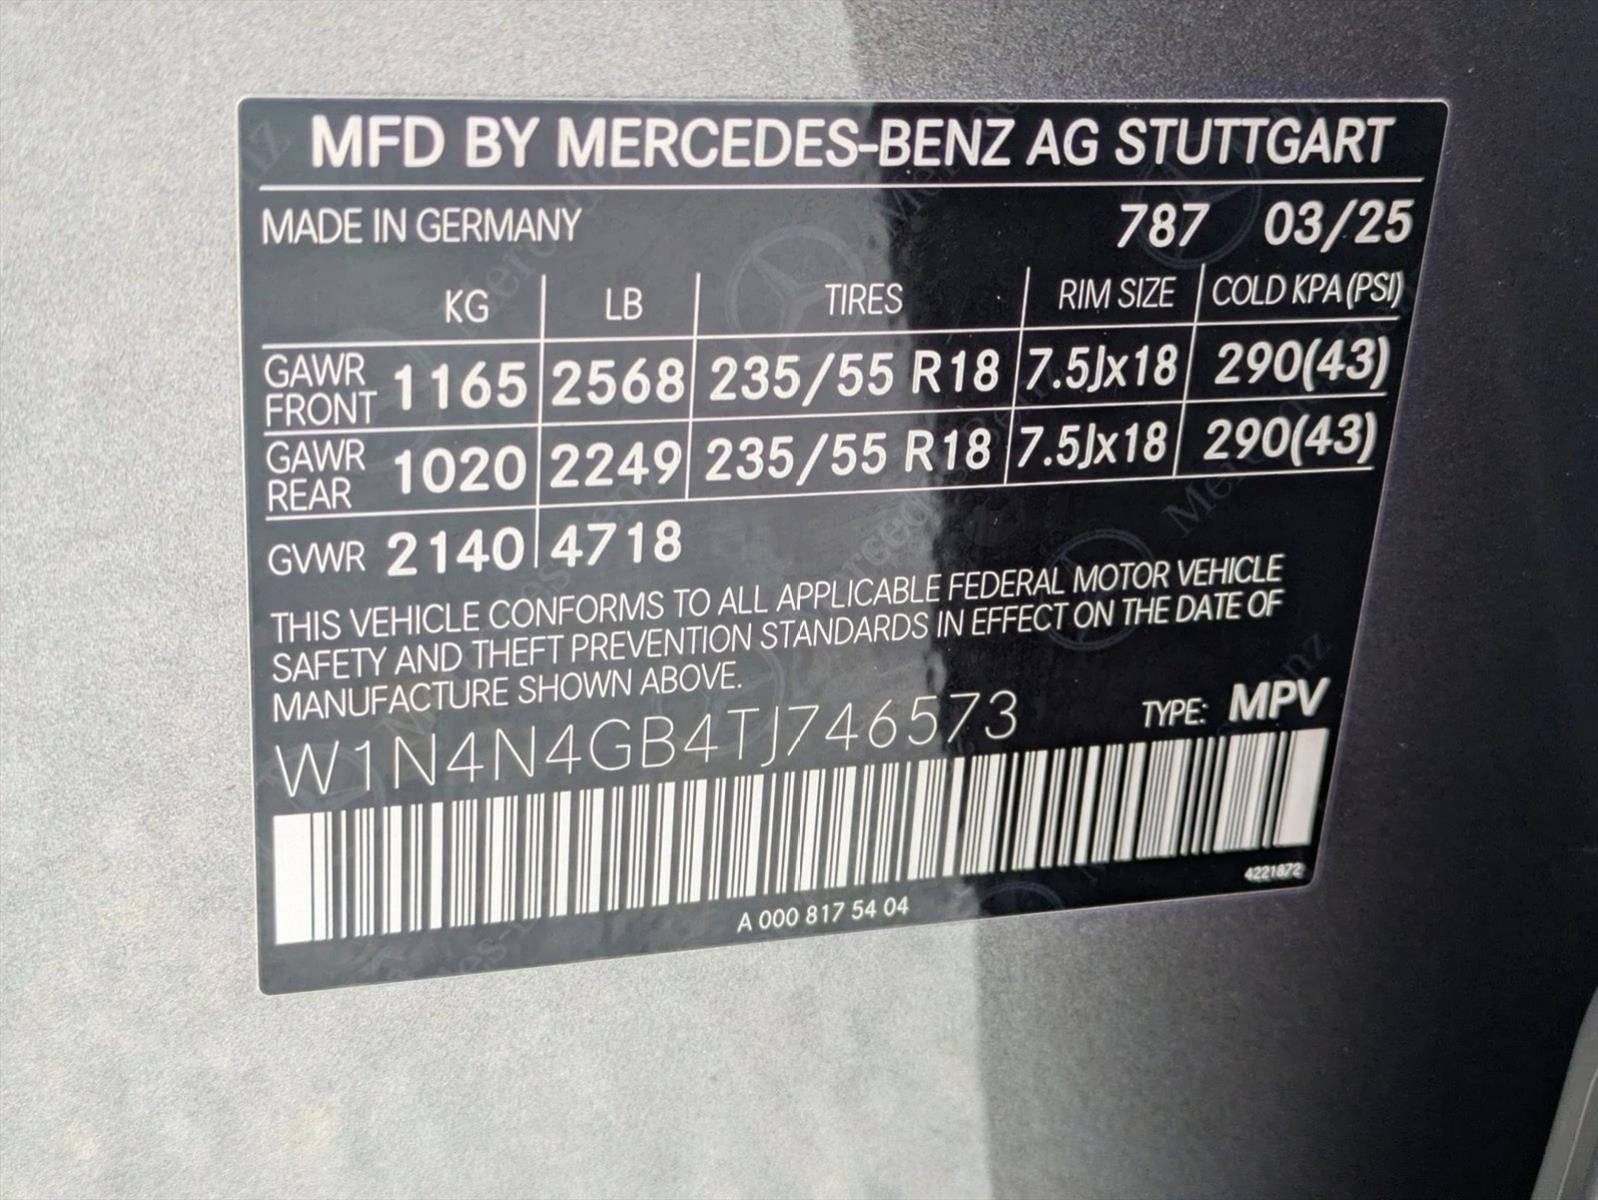 MFD BY MERCEDES-BENZ AG STUTTGART
MADE IN GERMANY 787 03/25
KG LB TIRES RIM SIZE COLD KPA(PSI)
GAWR FRONT 1165 2568 235/55 R18 7.5Jx18 290(43)
GAWR REAR 1020 2249 235/55 R18 7.5Jx18 290(43)
GVWR 2140 4718
THIS VEHICLE CONFORMS TO ALL APPLICABLE FEDERAL MOTOR VEHICLE
SAFETY AND THEFT PREVENTION STANDARDS IN EFFECT ON THE DATE OF
MANUFACTURE SHOWN ABOVE.
W1N4N4GB4TJ746573 TYPE: MPV
4221872
A 000 817 54 04